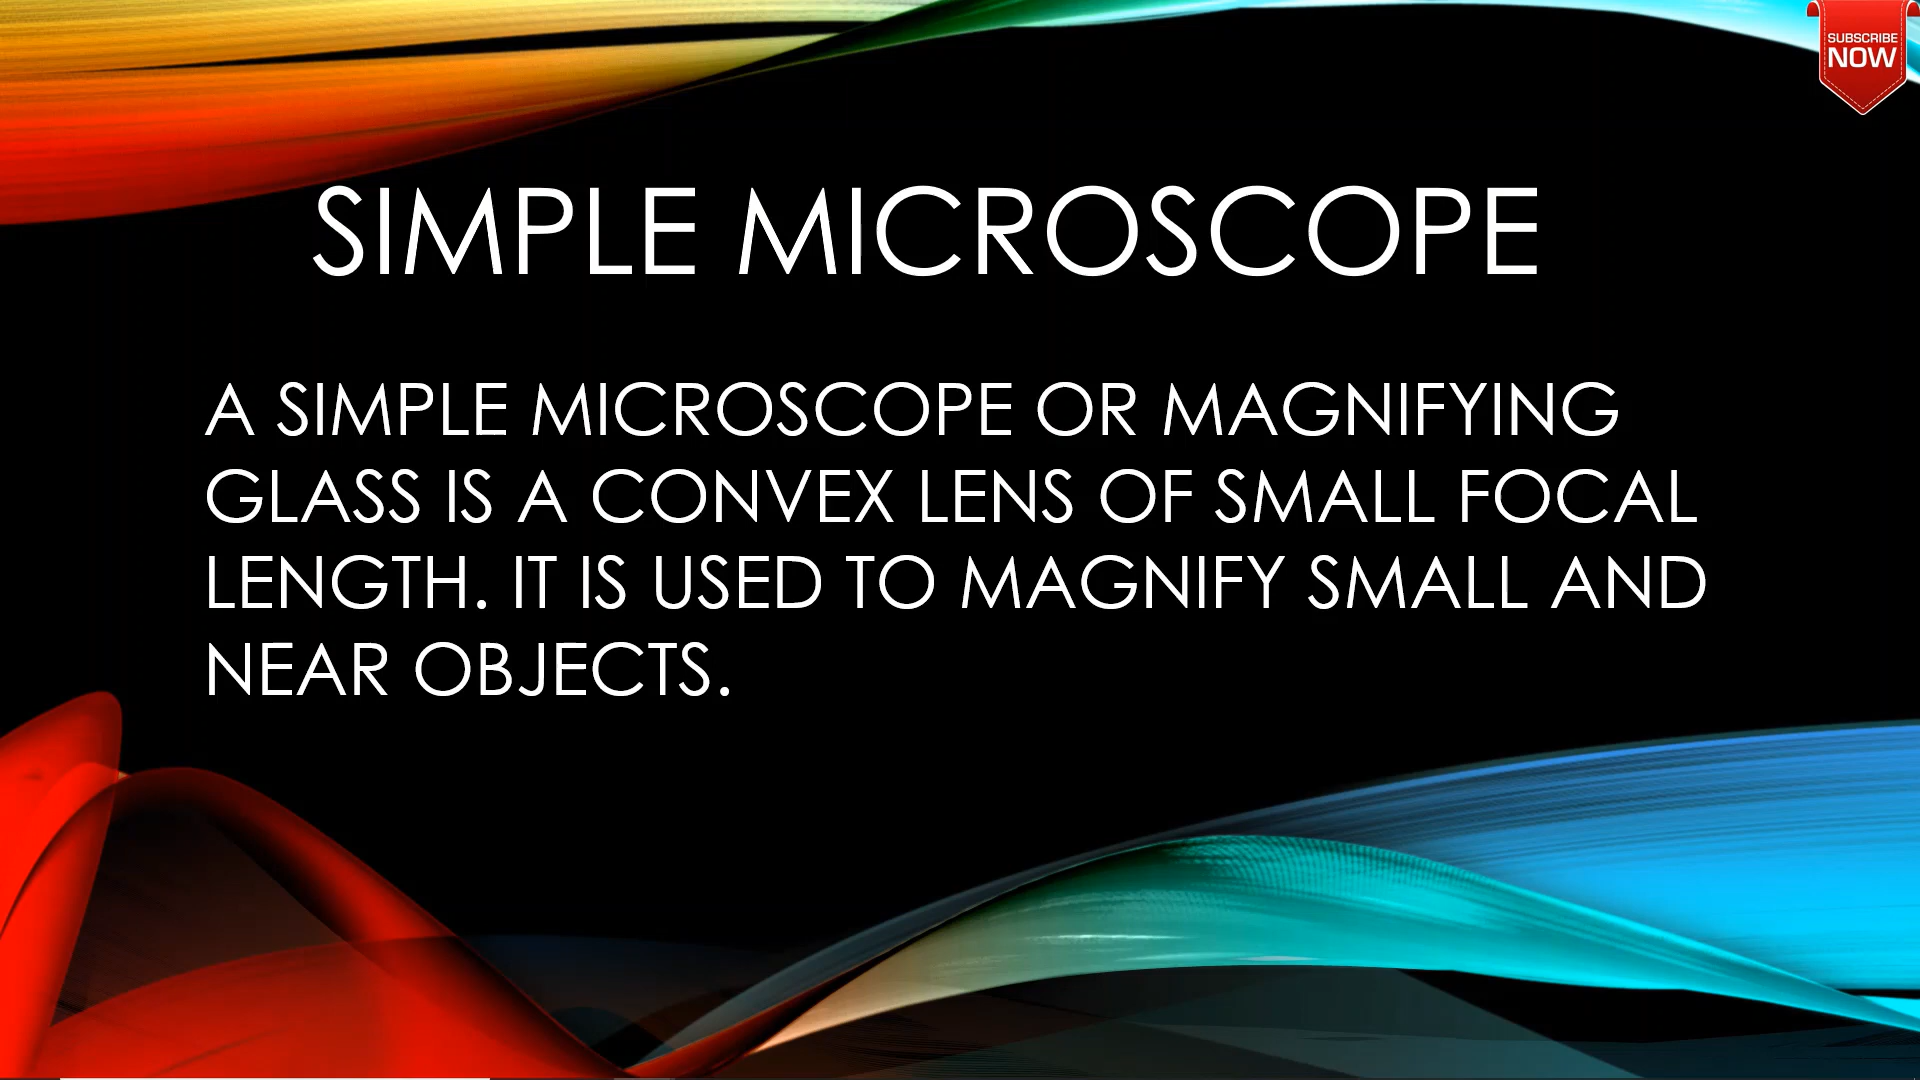 SUBSCRIBE
NOW
SIMPLE MICROSCOPE
A SIMPLE MICROSCOPE OR MAGNIFYING
GLASS IS A CONVEX LENS OF SMALL FOCAL
LENGTH. IT IS USED TO MAGNIFY SMALL AND
NEAR OBJECTS.